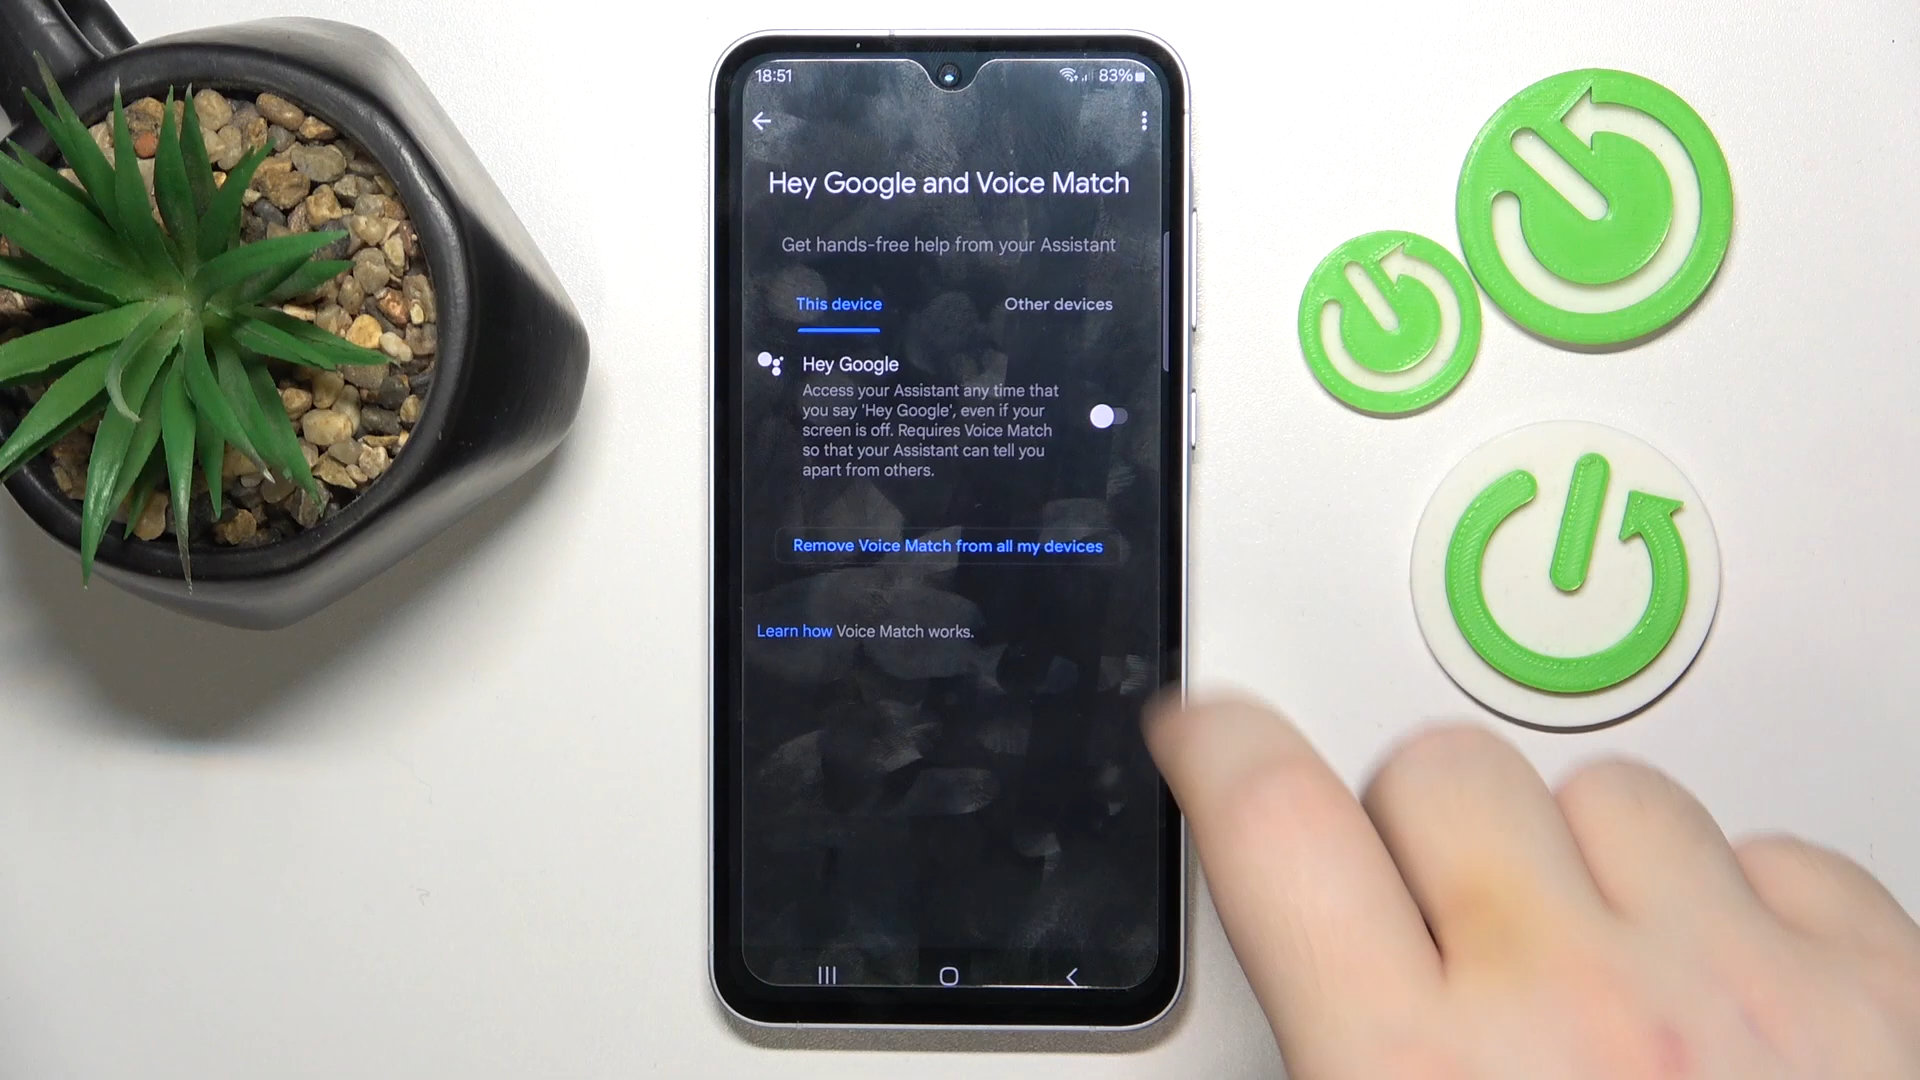 18:51
83%
Hey Google and Voice Match
Get hands-free help from your Assistant
This device
Other devices
Hey Google
Access your Assistant any time that
you say 'Hey Google', even if your
screen is off. Requires Voice Match
so that your Assistant can tell you
apart from others.
Remove Voice Match from all my devices
Learn how Voice Match works.